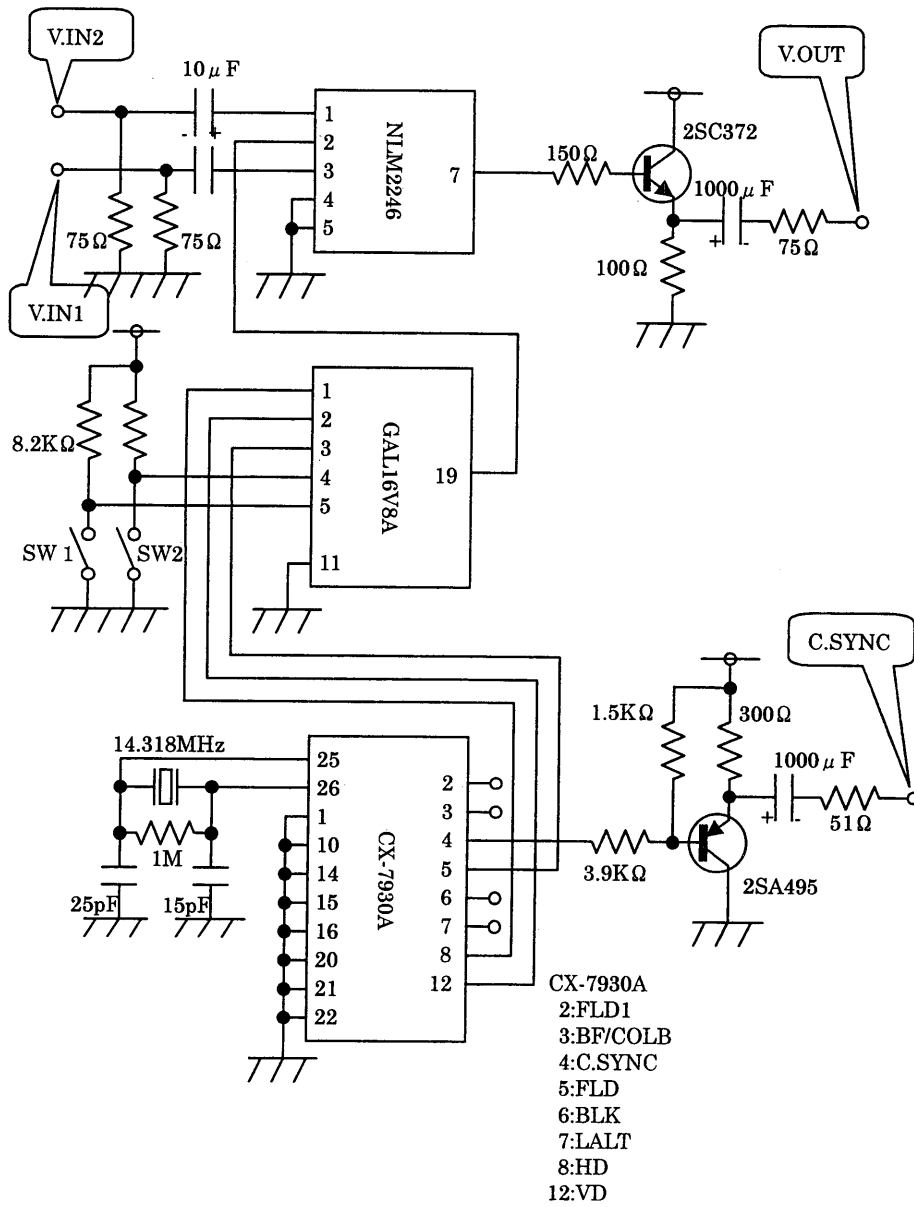 V.IN2
10μF
- +
75Ω
75Ω
V.IN1
1
2
3
4
5
NLM2246
7
150Ω
2SC372
1000μF
+ -
75Ω
100Ω
V.OUT
8.2KΩ
SW 1
SW2
1
2
3
4
5
11
GAL16V8A
19
14.318MHz
1M
25pF
15pF
25
26
1
10
14
15
16
20
21
22
CX-7930A
2
3
4
5
6
7
8
12
3.9KΩ
1.5KΩ
300Ω
1000μF
+ -
51Ω
2SA495
C.SYNC
CX-7930A
2:FLD1
3:BF/COLB
4:C.SYNC
5:FLD
6:BLK
7:LALT
8:HD
12:VD